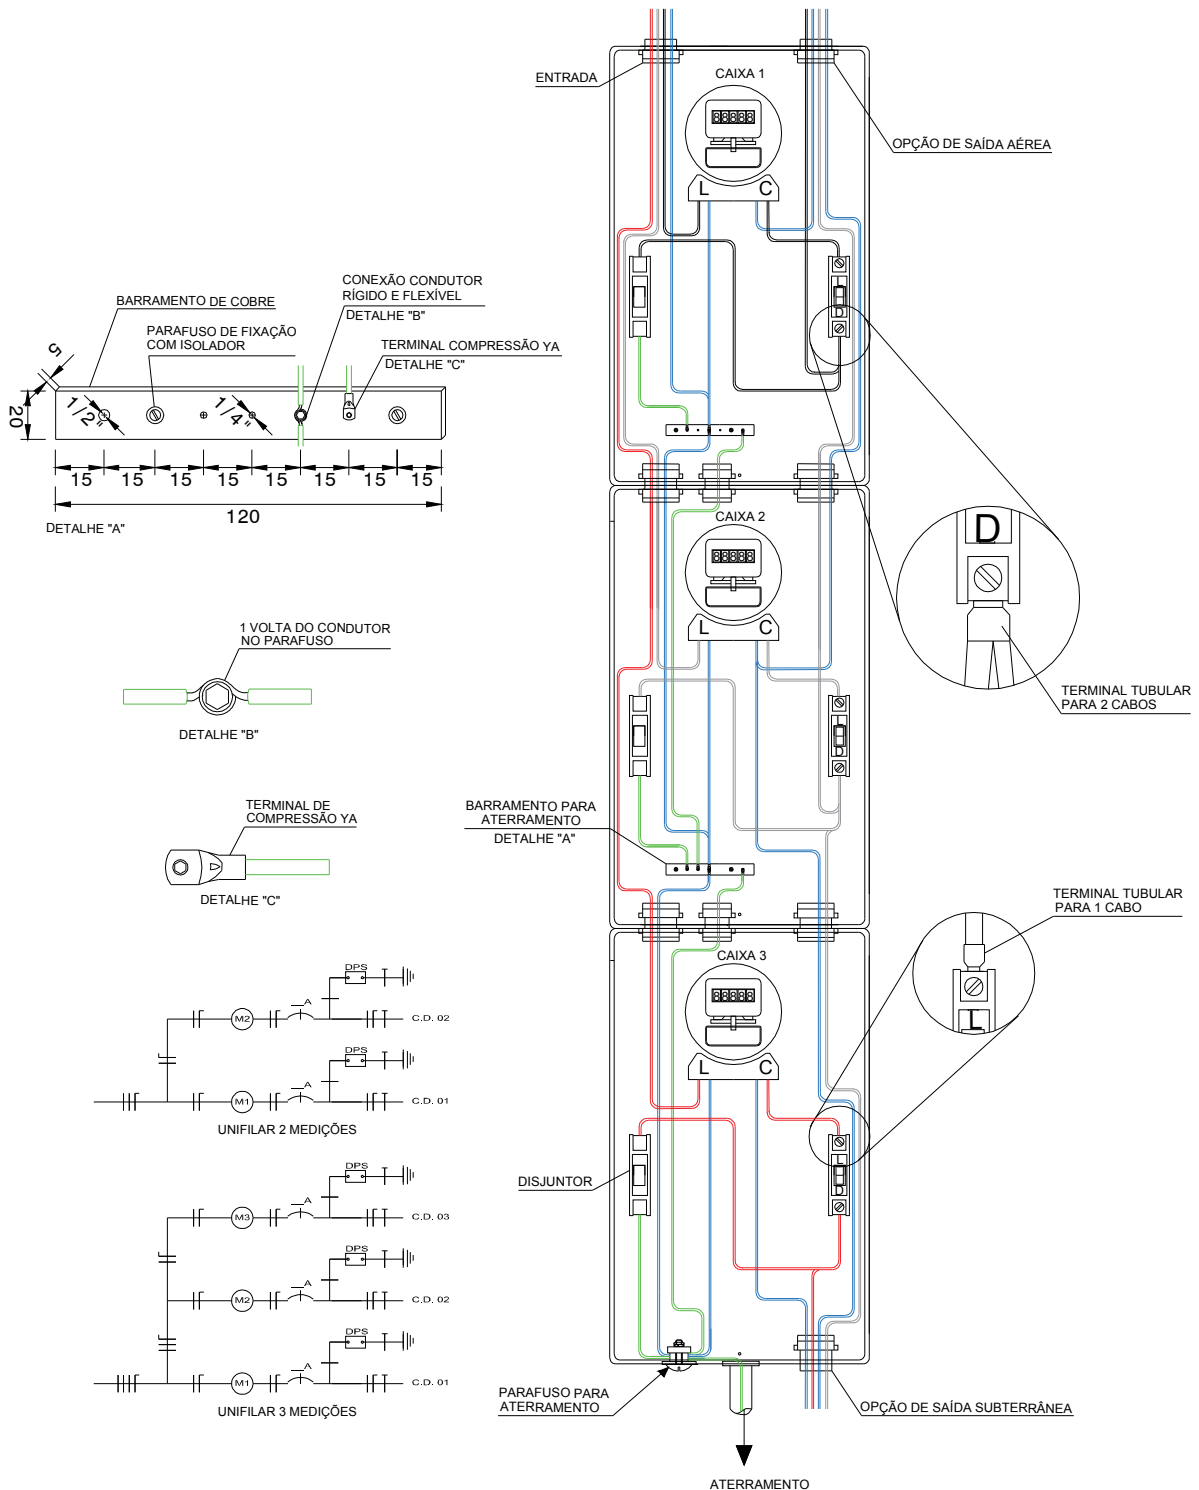 ENTRADA
CAIXA 1
88888
OPÇÃO DE SAÍDA AÉREA
L
C
L
D
BARRAMENTO DE COBRE
PARAFUSO DE FIXAÇÃO
COM ISOLADOR
CONEXÃO CONDUTOR
RÍGIDO E FLEXÍVEL
DETALHE "B"
TERMINAL COMPRESSÃO YA
DETALHE "C"
5
20
1/2"
1/4"
15
15
15
15
15
15
15
15
120
DETALHE "A"
CAIXA 2
88888
L
C
L
D
D
TERMINAL TUBULAR
PARA 2 CABOS
1 VOLTA DO CONDUTOR
NO PARAFUSO
DETALHE "B"
TERMINAL DE
COMPRESSÃO YA
DETALHE "C"
BARRAMENTO PARA
ATERRAMENTO
DETALHE "A"
TERMINAL TUBULAR
PARA 1 CABO
L
CAIXA 3
88888
L
C
L
D
DISJUNTOR
DPS
A
M2
C.D. 02
DPS
A
M1
C.D. 01
UNIFILAR 2 MEDIÇÕES
DPS
A
M3
C.D. 03
DPS
A
M2
C.D. 02
DPS
A
M1
C.D. 01
UNIFILAR 3 MEDIÇÕES
PARAFUSO PARA
ATERRAMENTO
OPÇÃO DE SAÍDA SUBTERRÂNEA
ATERRAMENTO